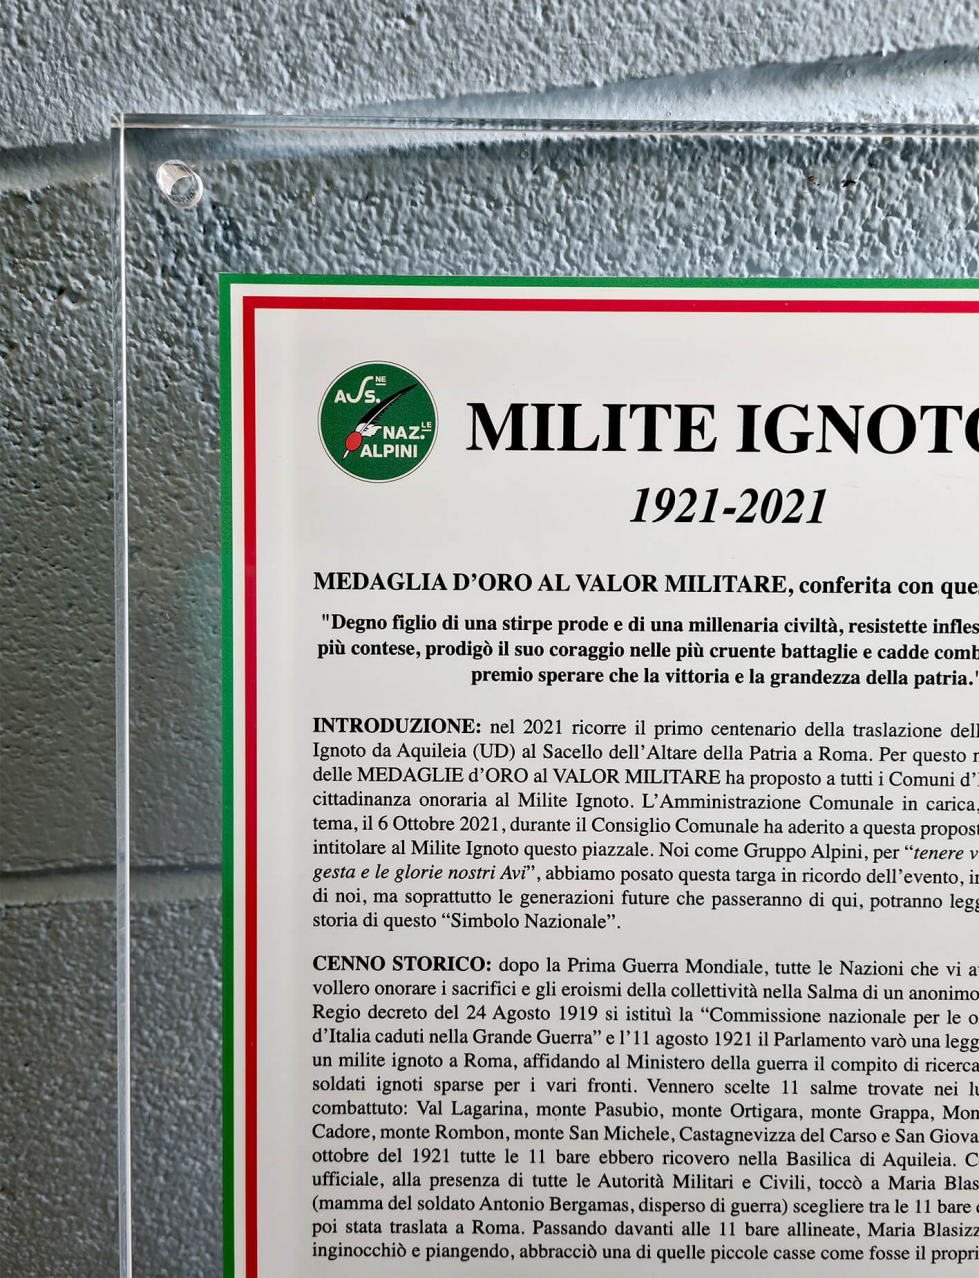 ASS.NE
NAZ.LE
ALPINI
MILITE IGNOTO
1921-2021
MEDAGLIA D’ORO AL VALOR MILITARE, conferita con que
"Degno figlio di una stirpe prode e di una millenaria civiltà, resistette infles
più contese, prodigò il suo coraggio nelle più cruente battaglie e cadde comb
premio sperare che la vittoria e la grandezza della patria."
INTRODUZIONE: nel 2021 ricorre il primo centenario della traslazione dell
Ignoto da Aquileia (UD) al Sacello dell’Altare della Patria a Roma. Per questo
delle MEDAGLIE d’ORO al VALOR MILITARE ha proposto a tutti i Comuni d’
cittadinanza onoraria al Milite Ignoto. L’Amministrazione Comunale in carica,
tema, il 6 Ottobre 2021, durante il Consiglio Comunale ha aderito a questa propost
intitolare al Milite Ignoto questo piazzale. Noi come Gruppo Alpini, per “tenere v
gesta e le glorie nostri Avi”, abbiamo posato questa targa in ricordo dell’evento, in
di noi, ma soprattutto le generazioni future che passeranno di qui, potranno legg
storia di questo “Simbolo Nazionale”.
CENNO STORICO: dopo la Prima Guerra Mondiale, tutte le Nazioni che vi a
vollero onorare i sacrifici e gli eroismi della collettività nella Salma di un anonimo
Regio decreto del 24 Agosto 1919 si istituì la “Commissione nazionale per le o
d’Italia caduti nella Grande Guerra” e l’11 agosto 1921 il Parlamento varò una legg
un milite ignoto a Roma, affidando al Ministero della guerra il compito di ricerca
soldati ignoti sparse per i vari fronti. Vennero scelte 11 salme trovate nei lu
combattuto: Val Lagarina, monte Pasubio, monte Ortigara, monte Grappa, Mon
Cadore, monte Rombon, monte San Michele, Castagnevizza del Carso e San Giova
ottobre del 1921 tutte le 11 bare ebbero ricovero nella Basilica di Aquileia. C
ufficiale, alla presenza di tutte le Autorità Militari e Civili, toccò a Maria Blas
(mamma del soldato Antonio Bergamas, disperso di guerra) scegliere tra le 11 bare
poi stata traslata a Roma. Passando davanti alle 11 bare allineate, Maria Blasizz
inginocchiò e piangendo, abbracciò una di quelle piccole casse come fosse il propri